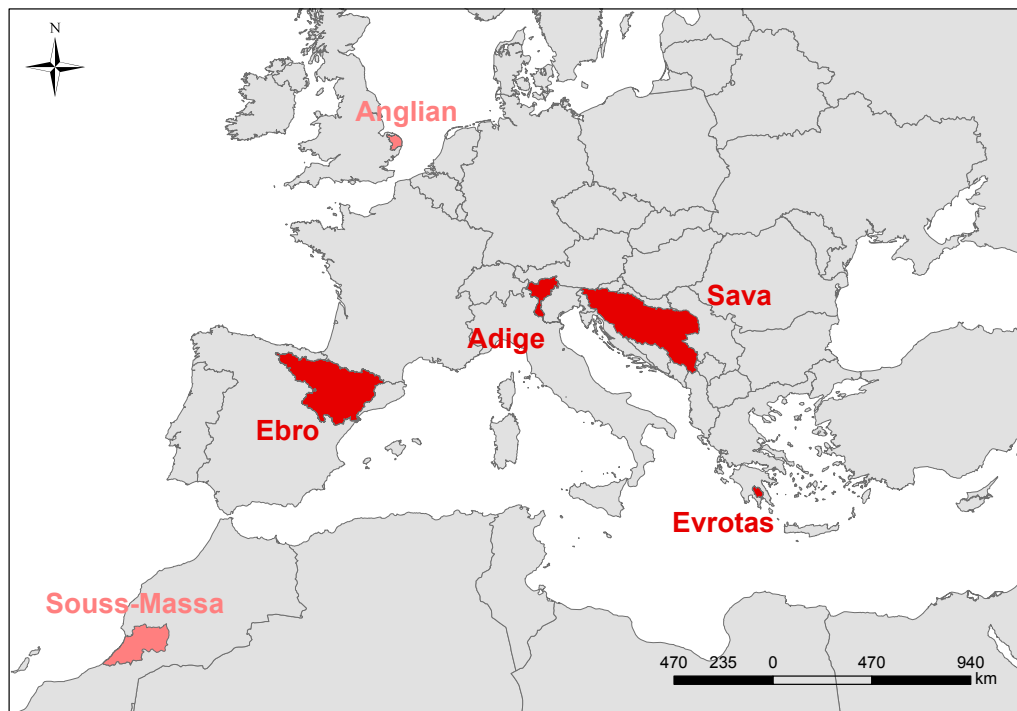 N
Anglian
Sava
Adige
Ebro
Evrotas
Souss-Massa
470 235 0 470 940
km